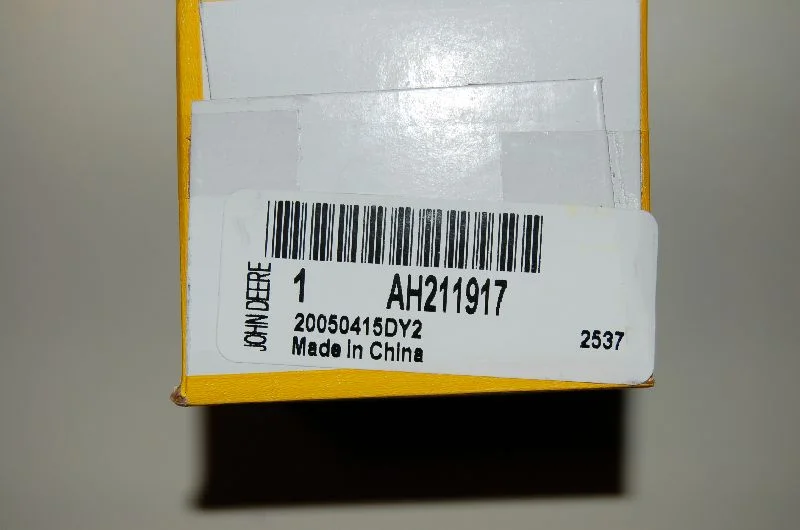 JOHN DEERE
1 AH211917
20050415DY2
Made in China
2537